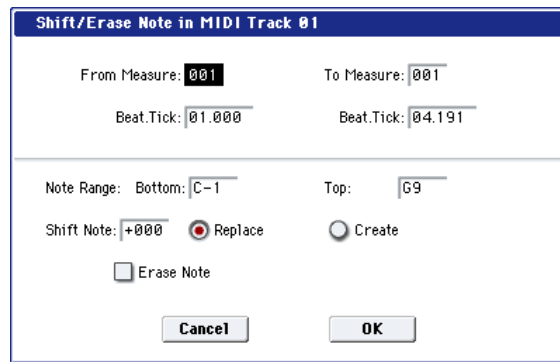 Shift/Erase Note in MIDI Track 01
From Measure: 001 To Measure: 001
Beat.Tick: 01.000 Beat.Tick: 04.191
Note Range: Bottom: C-1 Top: G9
Shift Note: +000 Replace Create
Erase Note
Cancel OK